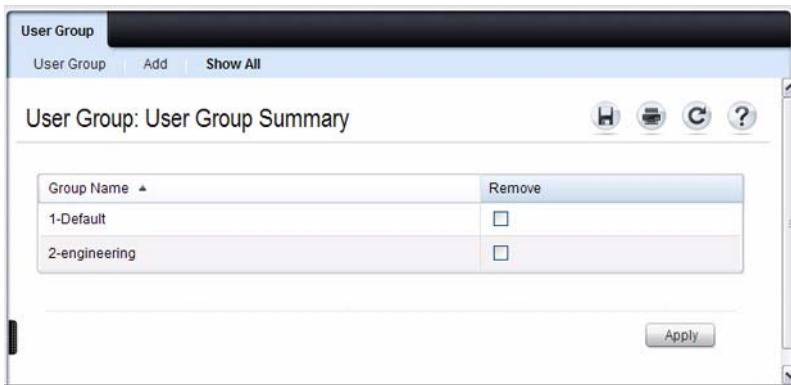 User Group
User Group Add Show All
User Group: User Group Summary
Group Name Remove
1-Default
2-engineering
Apply